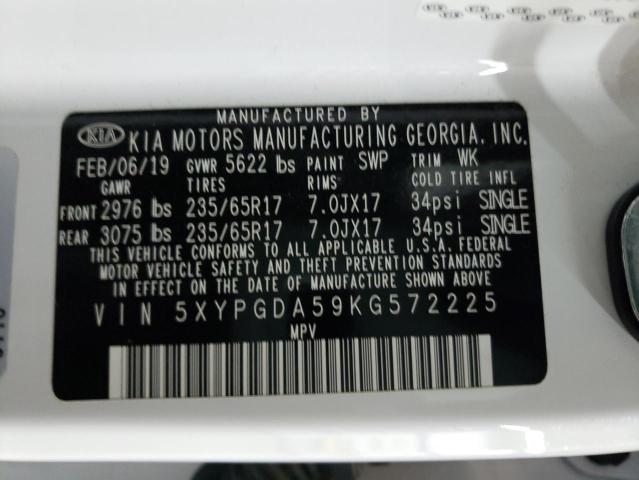 MANUFACTURED BY
KIA KIA MOTORS MANUFACTURING GEORGIA, INC.
FEB/06/19 GVWR 5622 lbs PAINT SWP TRIM WK
GAWR TIRES RIMS COLD TIRE INFL
FRONT 2976 lbs 235/65R17 7.0JX17 34psi SINGLE
REAR 3075 lbs 235/65R17 7.0JX17 34psi SINGLE
THIS VEHICLE CONFORMS TO ALL APPLICABLE U.S.A. FEDERAL
MOTOR VEHICLE SAFETY AND THEFT PREVENTION STANDARDS
IN EFFECT ON THE DATE OF MANUFACTURE SHOWN ABOVE
VIN 5XYPGDA59KG572225
MPV